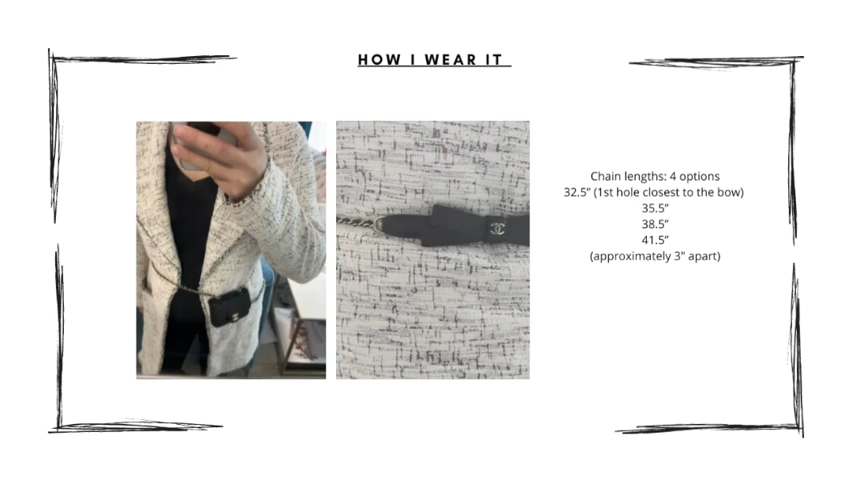 HOW I WEAR IT
Chain lengths: 4 options
32.5” (1st hole closest to the bow)
35.5”
38.5”
41.5”
(approximately 3” apart)